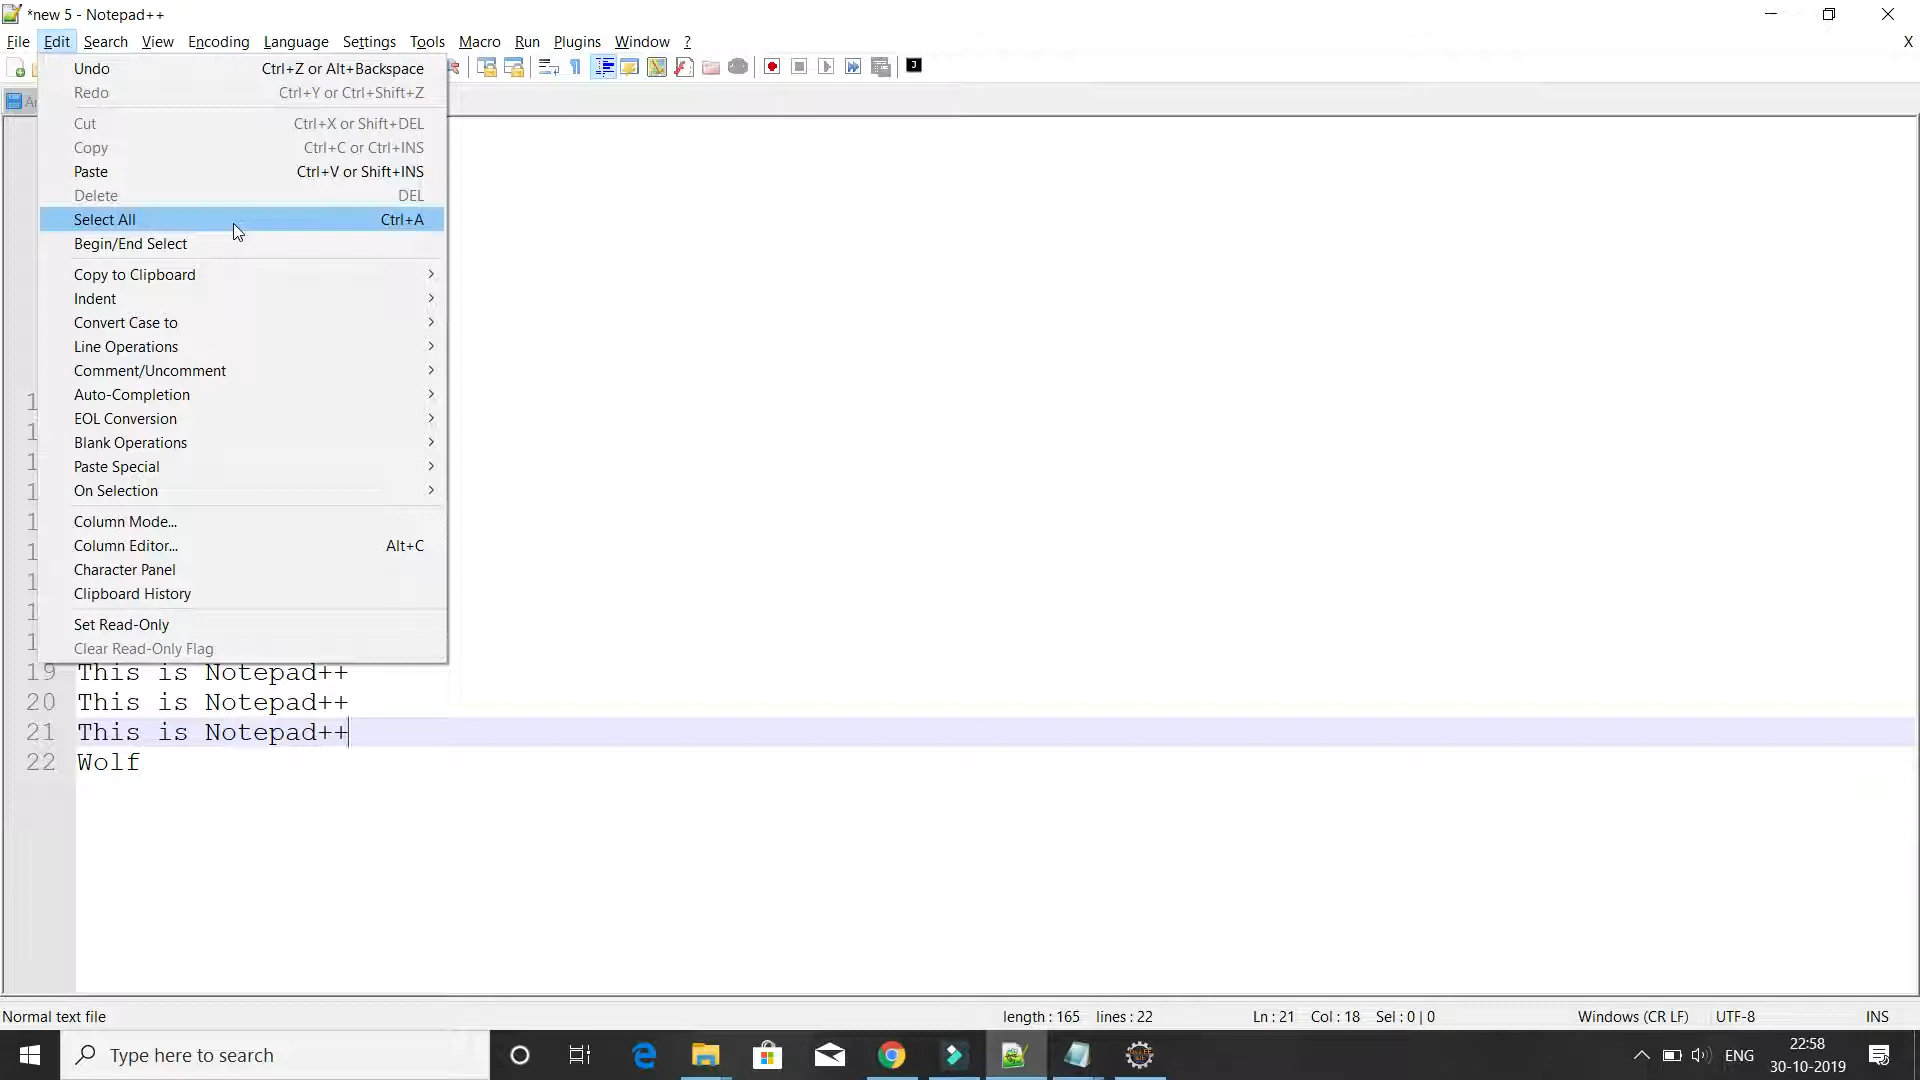 *new 5 - Notepad++
File Edit Search View Encoding Language Settings Tools Macro Run Plugins Window ? X
Undo Ctrl+Z or Alt+Backspace
Redo Ctrl+Y or Ctrl+Shift+Z
Cut Ctrl+X or Shift+DEL
Copy Ctrl+C or Ctrl+INS
Paste Ctrl+V or Shift+INS
Delete DEL
Select All Ctrl+A
Begin/End Select
Copy to Clipboard
Indent
Convert Case to
Line Operations
Comment/Uncomment
Auto-Completion
EOL Conversion
Blank Operations
Paste Special
On Selection
Column Mode...
Column Editor... Alt+C
Character Panel
Clipboard History
Set Read-Only
Clear Read-Only Flag
19 This is Notepad++
20 This is Notepad++
21 This is Notepad++
22 Wolf
Normal text file length : 165 lines : 22 Ln : 21 Col : 18 Sel : 0 | 0 Windows (CR LF) UTF-8 INS
Type here to search ENG 22:58
30-10-2019